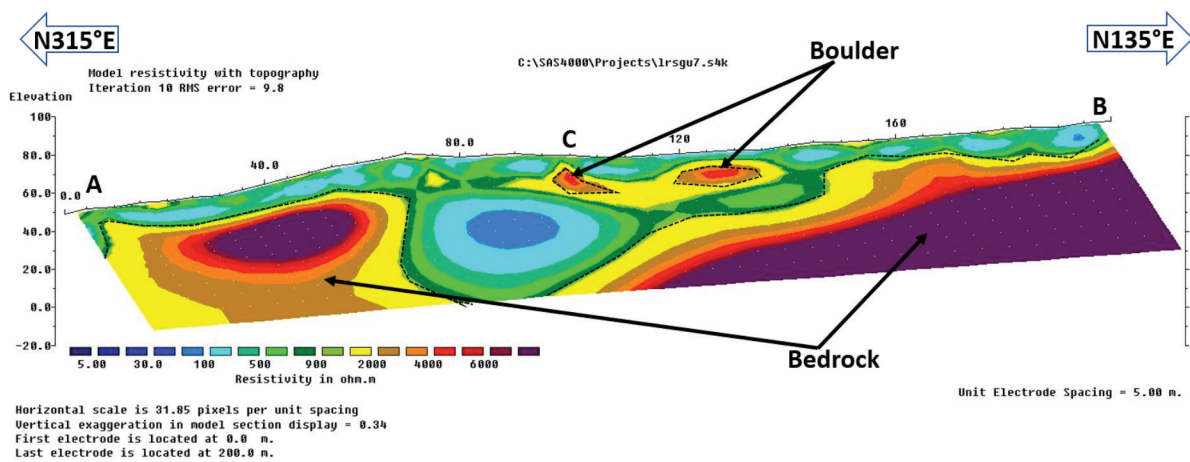 N315°E
N135°E
Boulder
C:\SAS4000\Projects\lrsgu7.s4k
Model resistivity with topography
Iteration 10 RMS error = 9.8
Elevation
B
100
160
C
120
80.0
80.0
40.0
A
60.0
0.0
40.0
20.0
0.0
-20.0
Bedrock
5.00 30.0 100 500 900 2000 4000 6000
Resistivity in ohm.m
Unit Electrode Spacing = 5.00 m.
Horizontal scale is 31.85 pixels per unit spacing
Vertical exaggeration in model section display = 0.34
First electrode is located at 0.0 m.
Last electrode is located at 200.0 m.